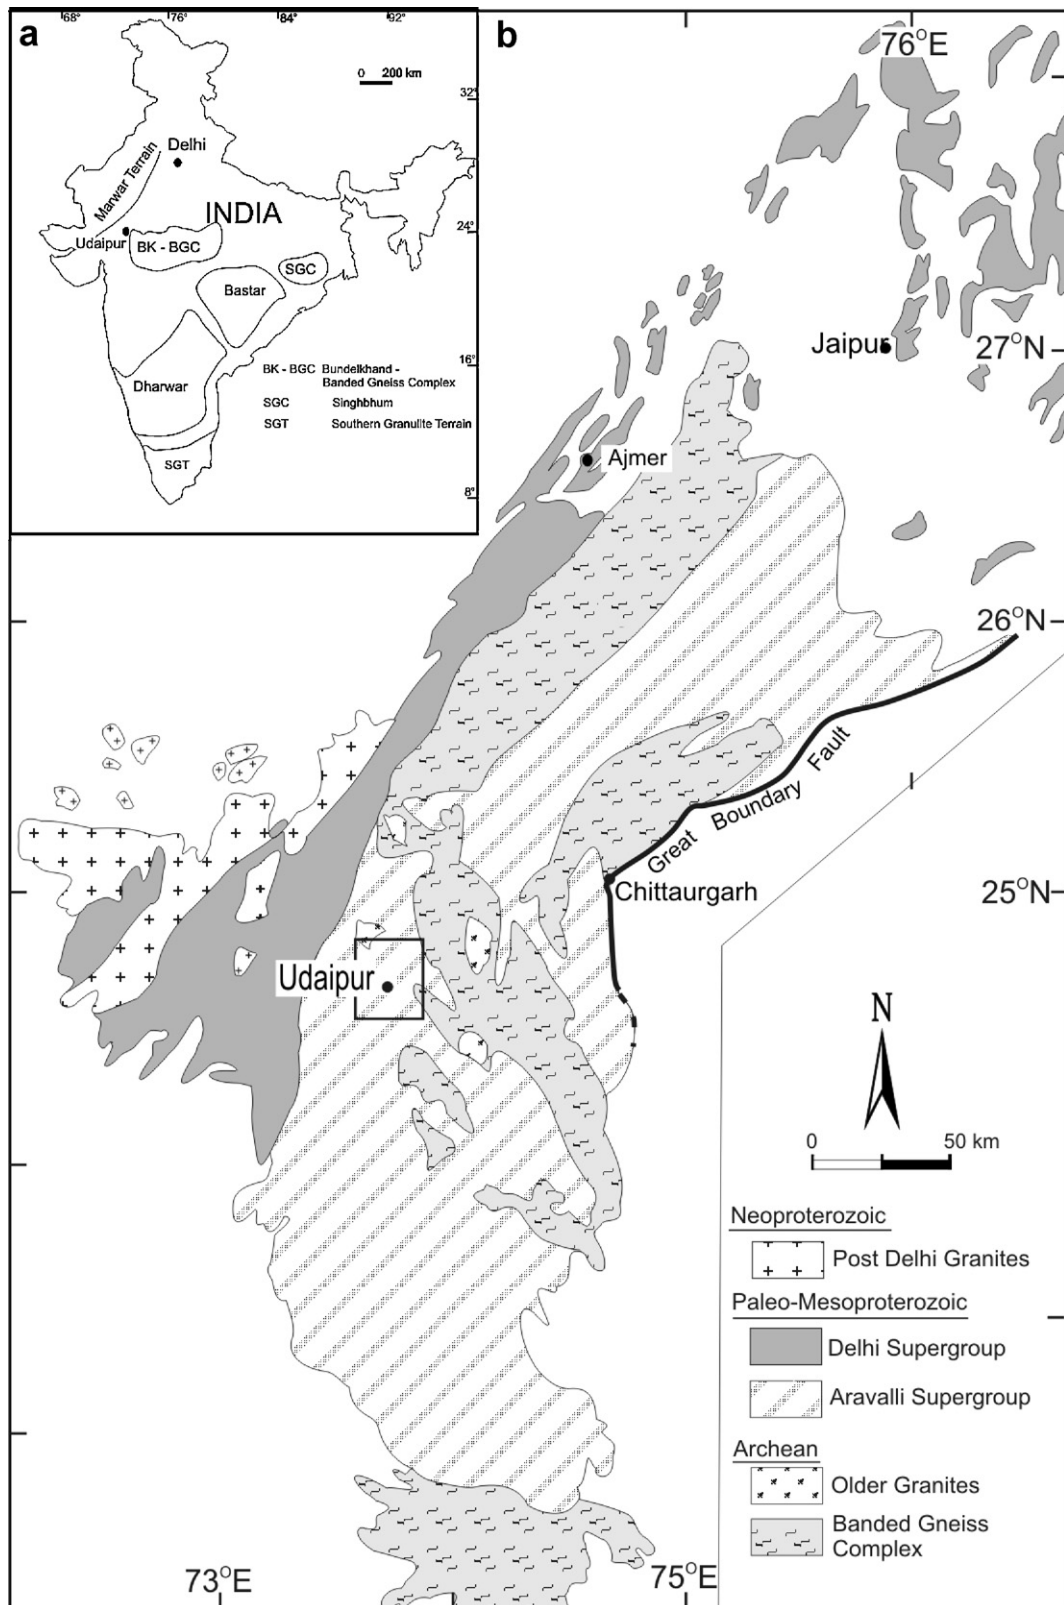 a
68°
76°
84°
92°
0 200 km
32°
Delhi
Marwar Terrain
INDIA
24°
Udaipur
BK - BGC
SGC
Bastar
16°
BK - BGC Bundelkhand -
Banded Gneiss Complex
Dharwar
SGC Singhbhum
SGT Southern Granulite Terrain
SGT
8°
b
76°E
Jaipur
27°N
Ajmer
26°N
Great Boundary Fault
Chittaurgarh
25°N
Udaipur
N
0 50 km
Neoproterozoic
Post Delhi Granites
Paleo-Mesoproterozoic
Delhi Supergroup
Aravalli Supergroup
Archean
Older Granites
Banded Gneiss
Complex
73°E
75°E